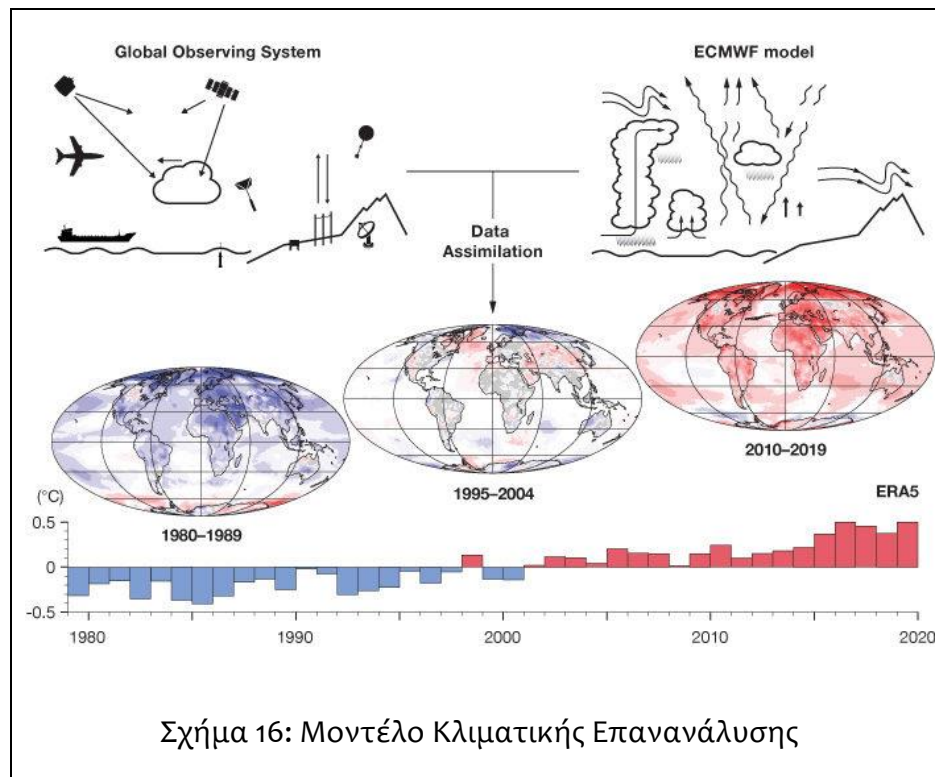 Global Observing System
ECMWF model
Data
Assimilation
1980–1989
1995–2004
2010–2019
(°C)
ERA5
0.5
0
-0.5
1980
1990
2000
2010
2020
Σχήμα 16: Μοντέλο Κλιματικής Επανανάλυσης